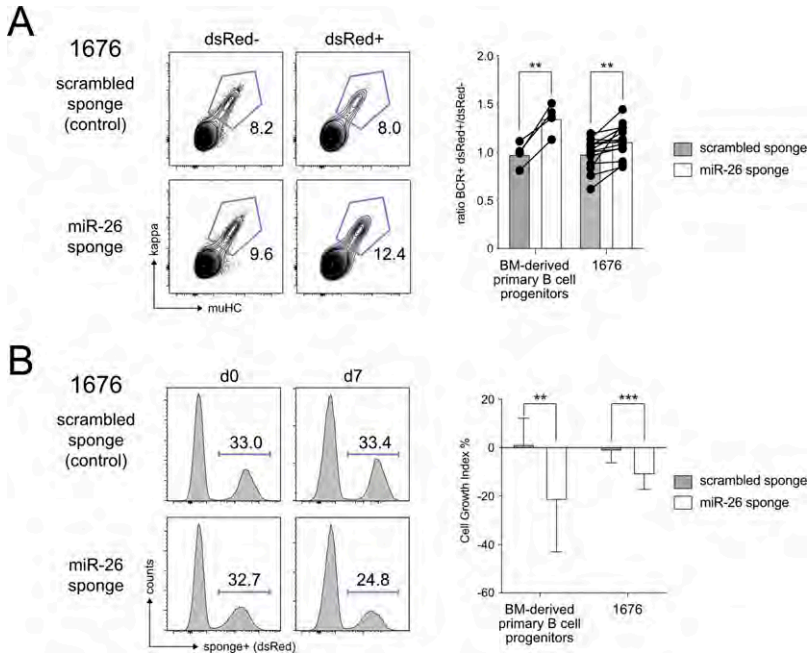 A
1676
scrambled
sponge
(control)
miR-26
sponge
dsRed-
dsRed+
8.2
8.0
9.6
12.4
kappa
muHC
ratio BCR+ dsRed+/dsRed-
2.0
1.5
1.0
0.5
0
**
**
BM-derived
primary B cell
progenitors
1676
scrambled sponge
miR-26 sponge
B
1676
scrambled
sponge
(control)
miR-26
sponge
d0
d7
33.0
33.4
32.7
24.8
counts
sponge+ (dsRed)
Cell Growth Index %
20
0
-20
-40
-60
**
***
BM-derived
primary B cell
progenitors
1676
scrambled sponge
miR-26 sponge